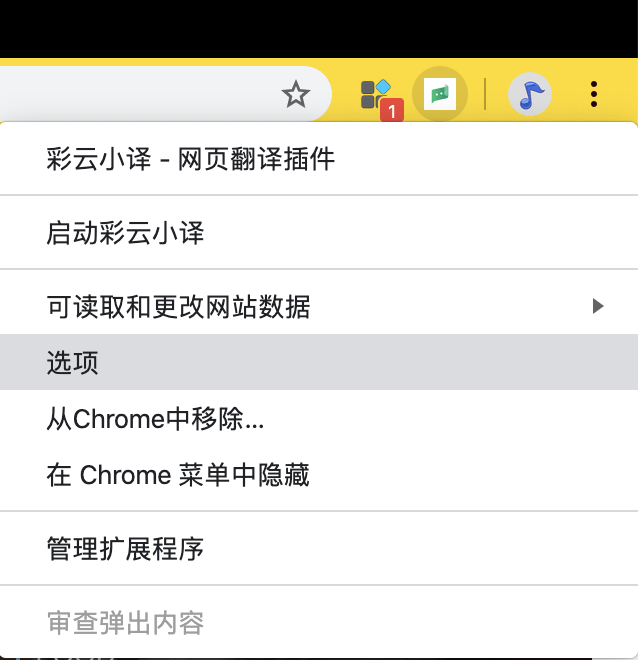 1
彩云小译 - 网页翻译插件
启动彩云小译
可读取和更改网站数据
选项
从Chrome中移除...
在 Chrome 菜单中隐藏
管理扩展程序
审查弹出内容